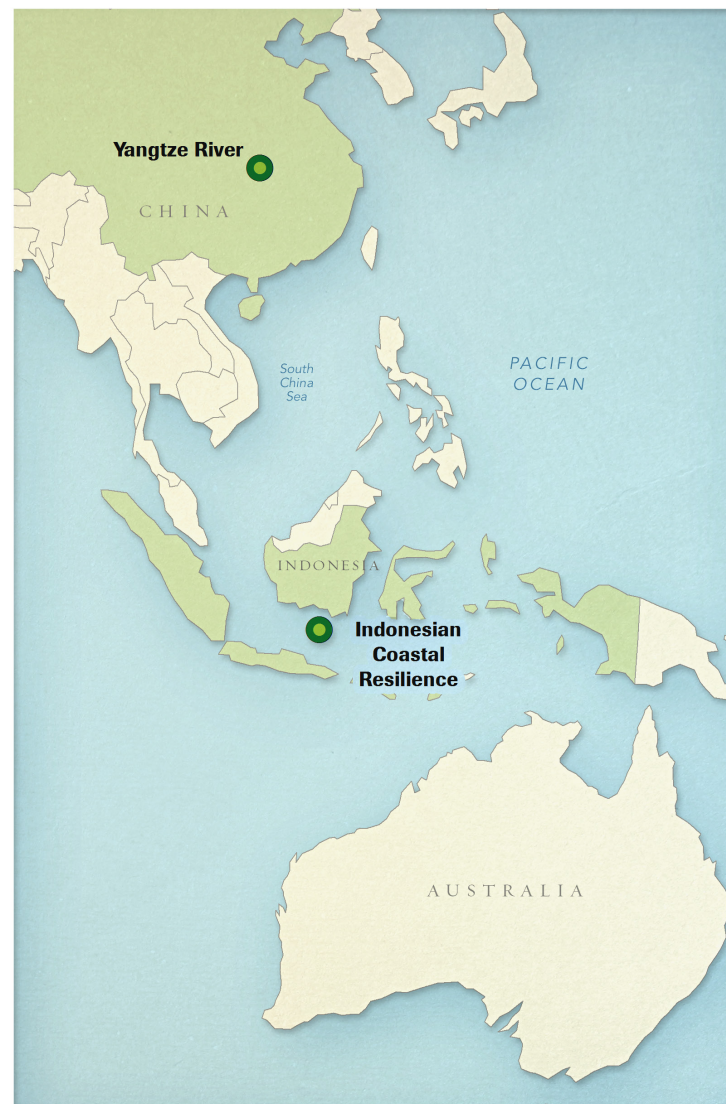 Yangtze River
CHINA
South
China
Sea
PACIFIC
OCEAN
INDONESIA
Indonesian
Coastal
Resilience
AUSTRALIA